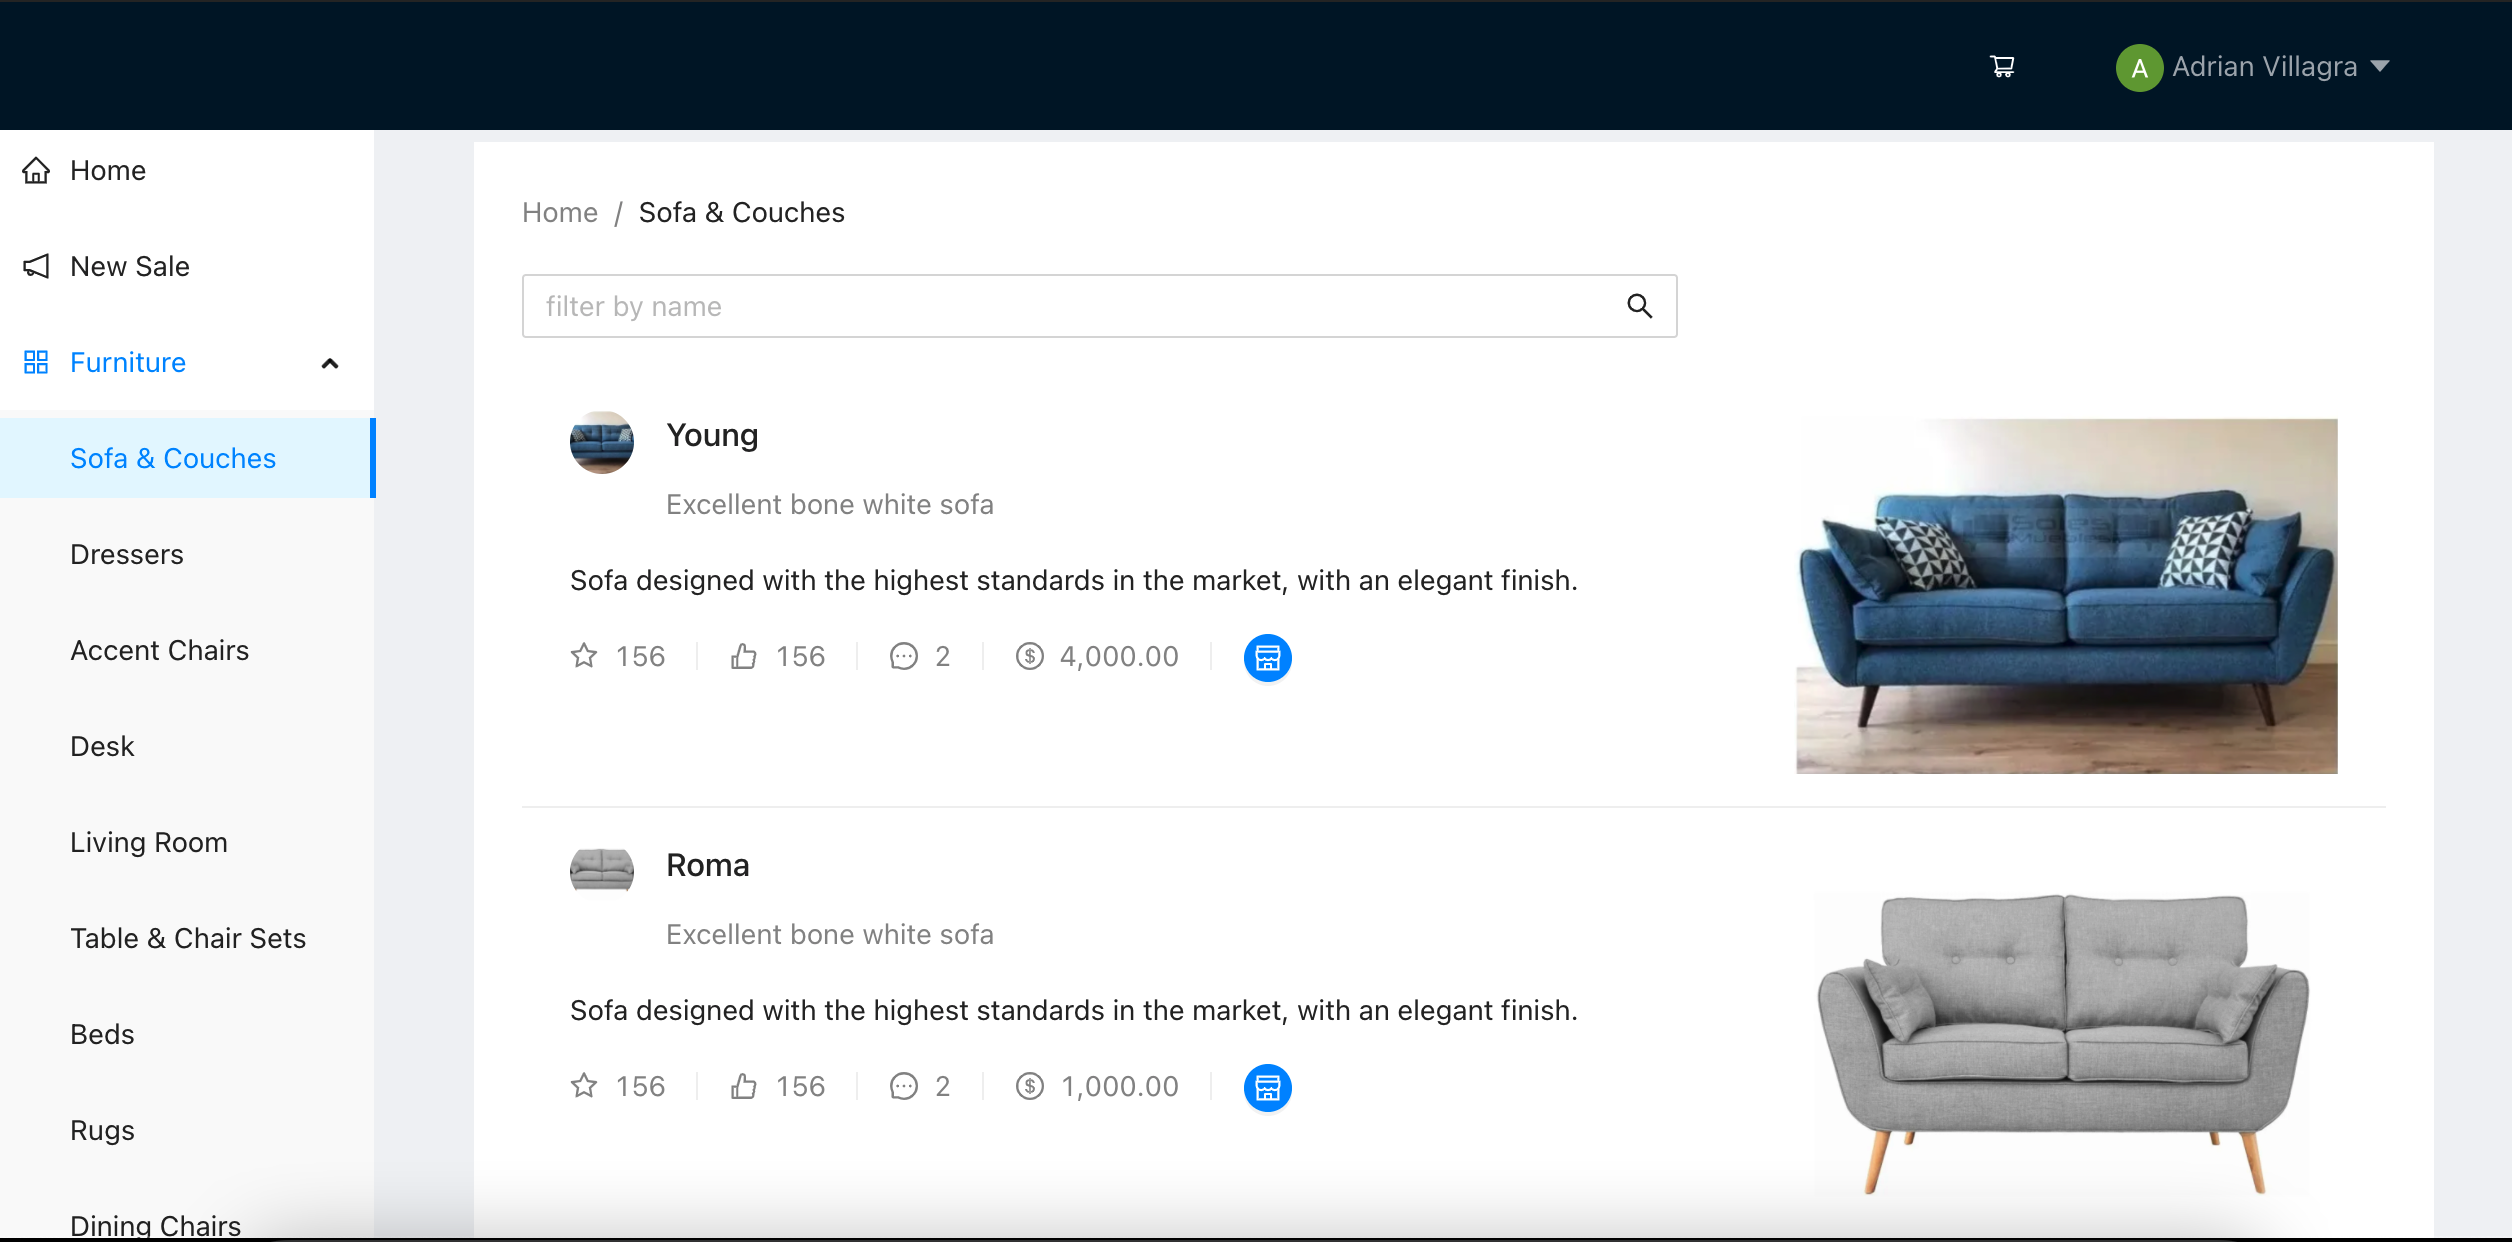 A Adrian Villagra
Home
New Sale
Furniture
Sofa & Couches
Dressers
Accent Chairs
Desk
Living Room
Table & Chair Sets
Beds
Rugs
Dining Chairs
Home / Sofa & Couches
filter by name
Young
Excellent bone white sofa
Sofa designed with the highest standards in the market, with an elegant finish.
156 156 2 4,000.00
Roma
Excellent bone white sofa
Sofa designed with the highest standards in the market, with an elegant finish.
156 156 2 1,000.00